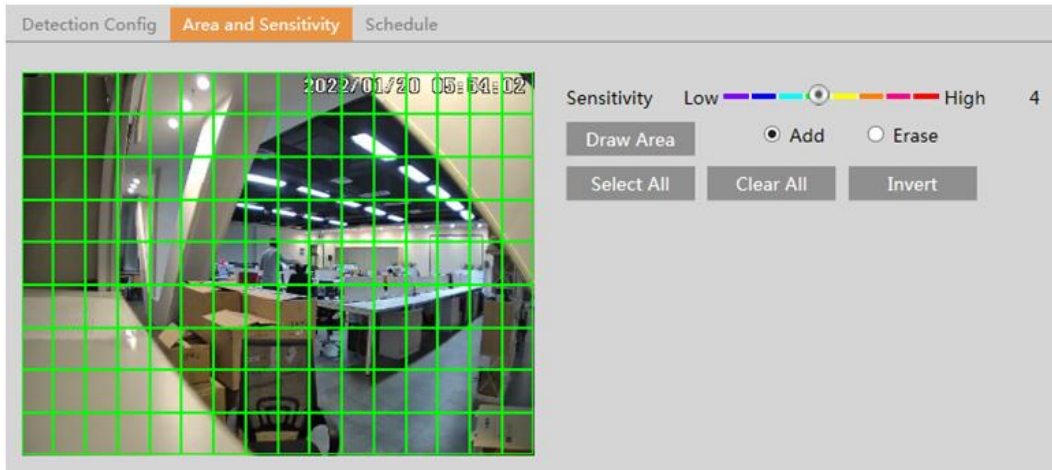 Detection Config Area and Sensitivity Schedule
2022/01/20 05:54:02
Sensitivity Low High 4
Draw Area Add Erase
Select All Clear All Invert